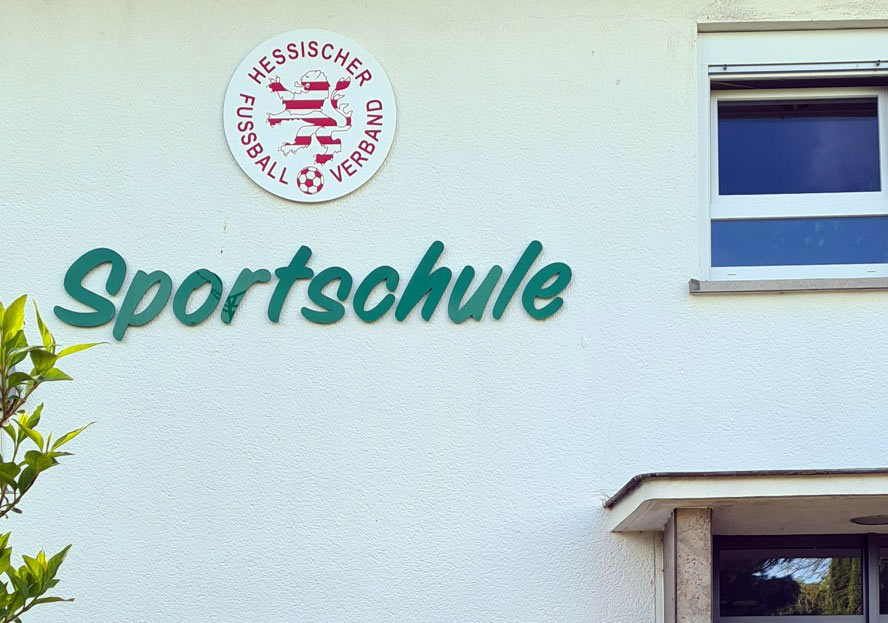 HESSISCHER
FUSSBALL VERBAND
Sportschule